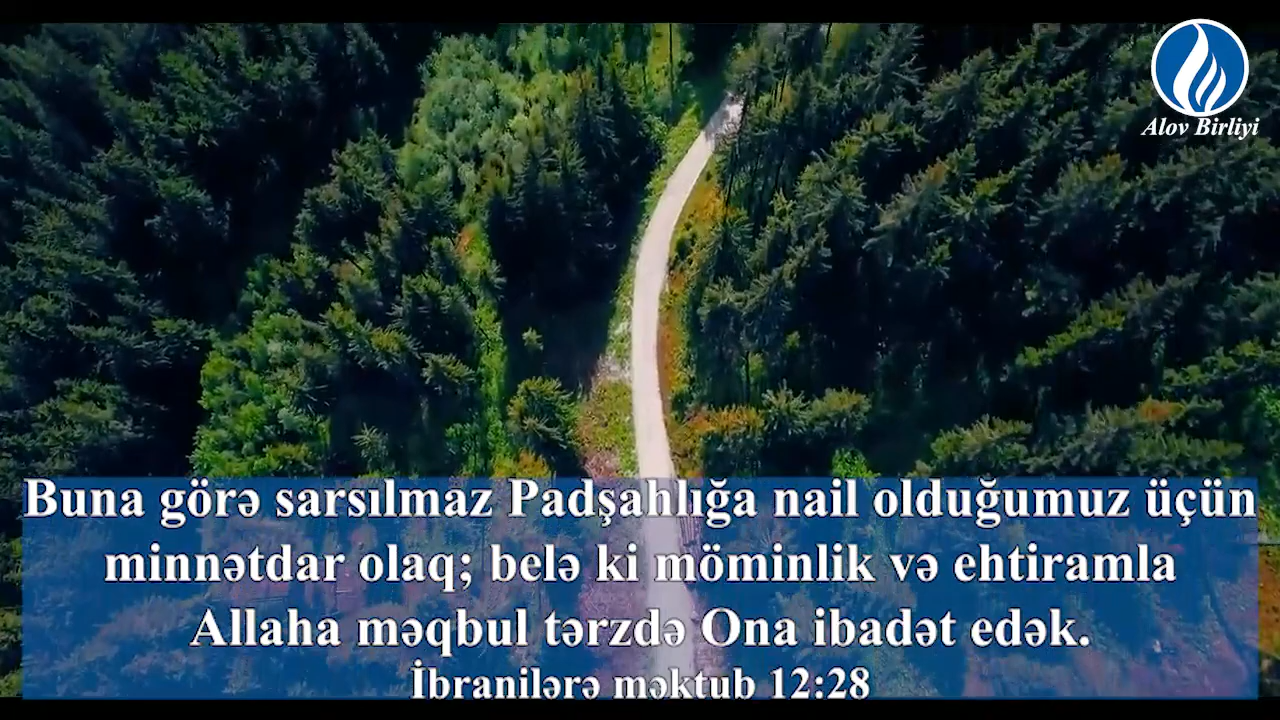 Alov Birliyi
Buna görə sarsılmaz Padşahlığa nail olduğumuz üçün
minnətdar olaq; belə ki möminlik və ehtiramla
Allaha məqbul tərzdə Ona ibadət edək.
İbranilərə məktub 12:28